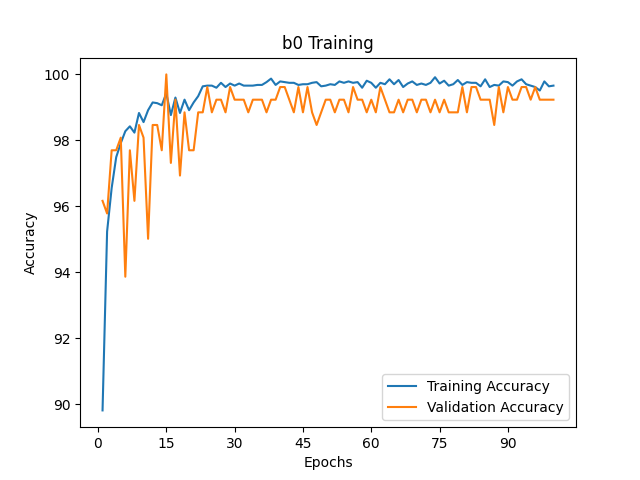 b0 Training
100
98
96
94
92
90
Accuracy
0 15 30 45 60 75 90
Epochs
Training Accuracy
Validation Accuracy